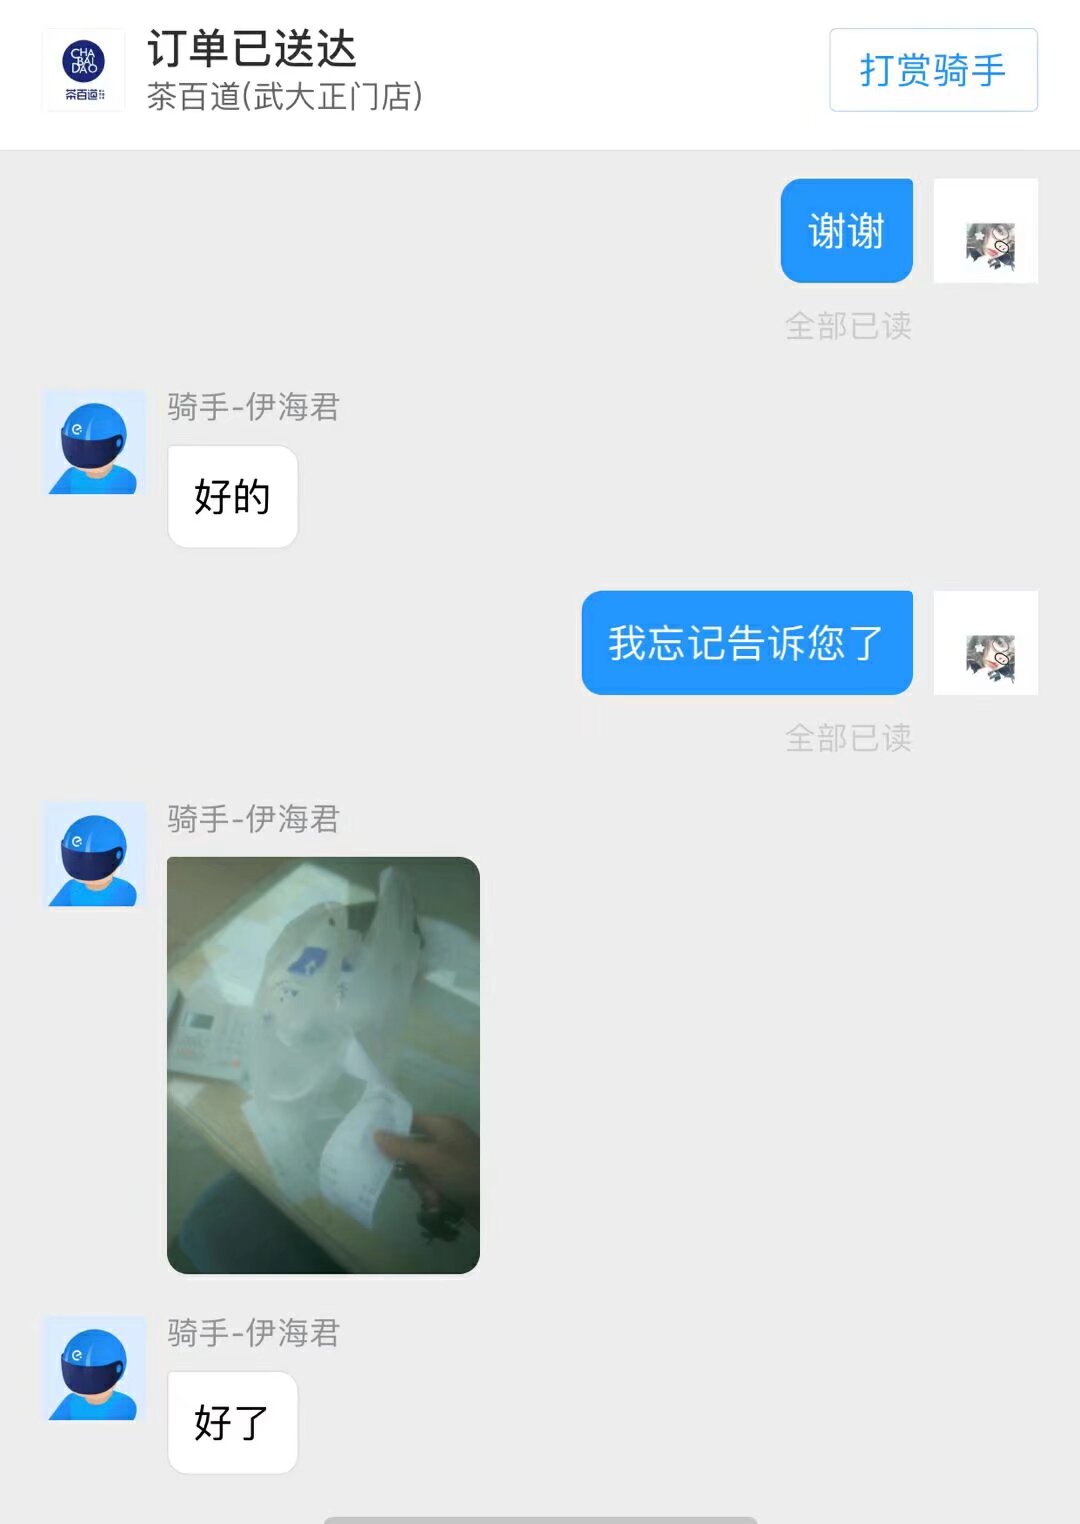 CHA
BAI
DAO
茶百道
订单已送达
茶百道(武大正门店)
打赏骑手
谢谢
全部已读
骑手-伊海君
好的
我忘记告诉您了
全部已读
骑手-伊海君
骑手-伊海君
好了